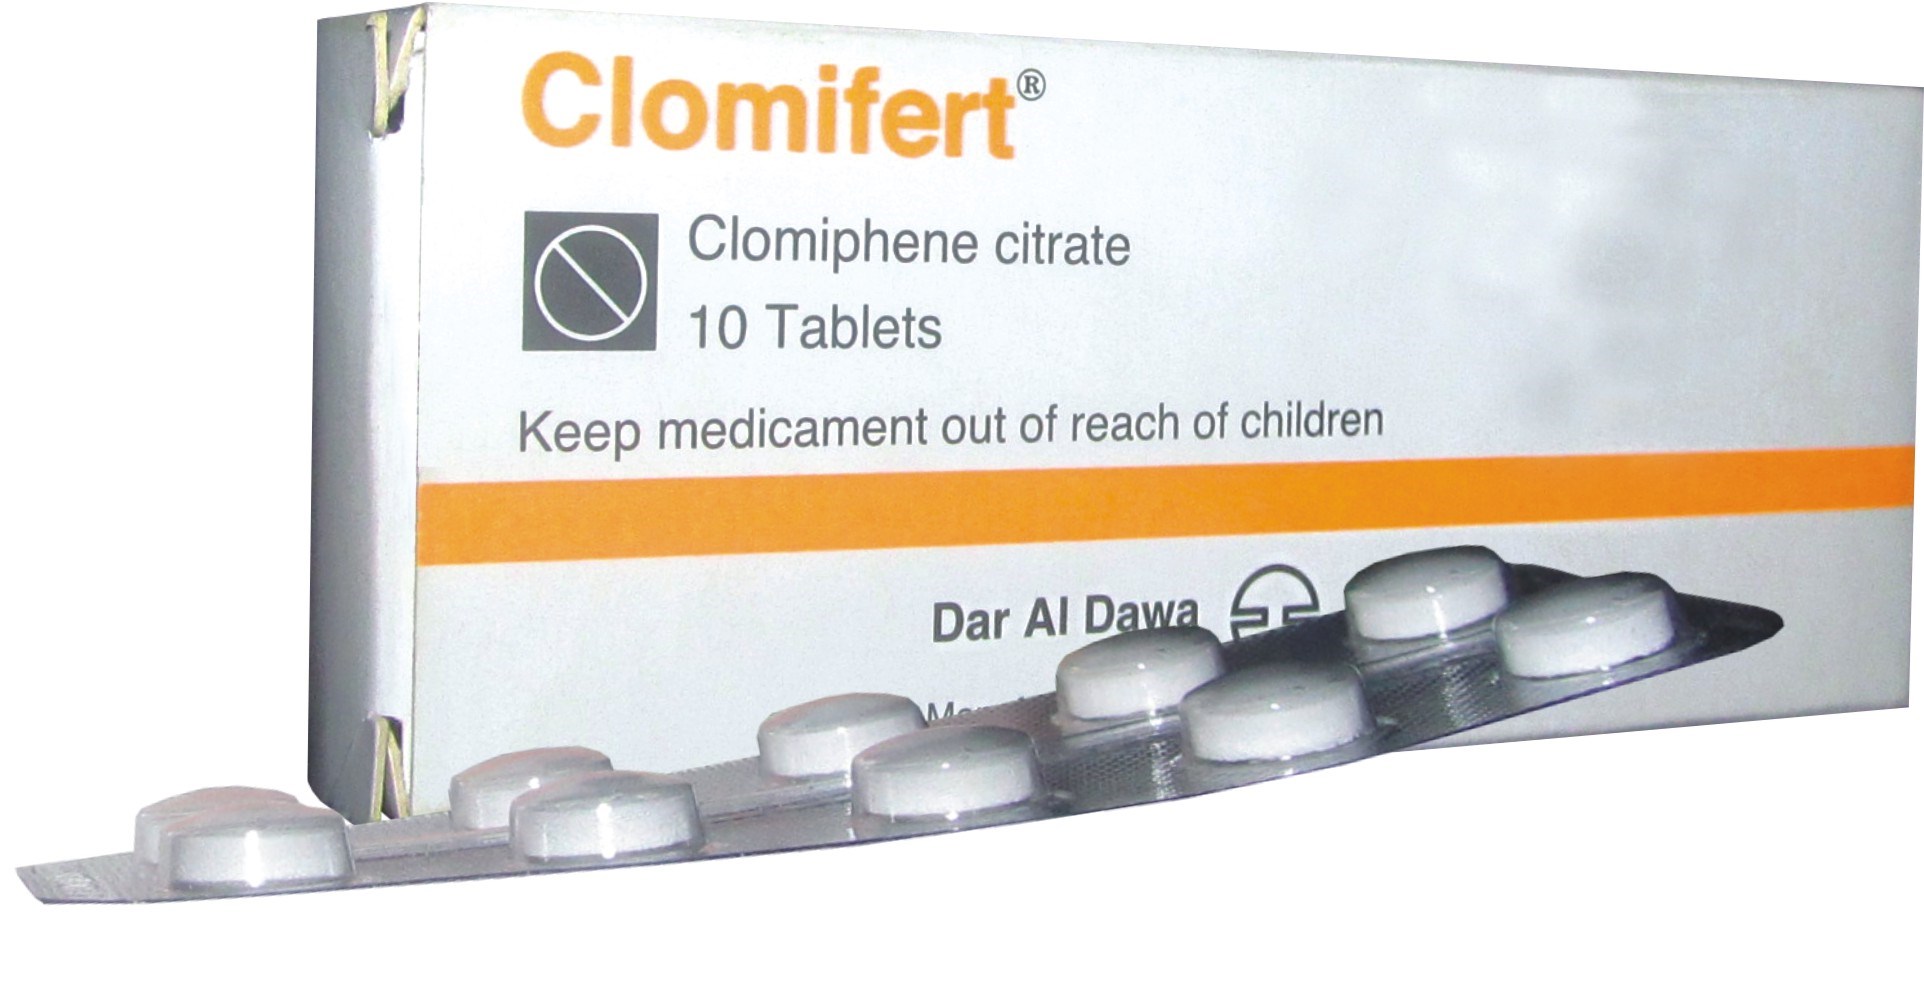 Clomifert®
Clomiphene citrate
10 Tablets
Keep medicament out of reach of children
Dar Al Dawa